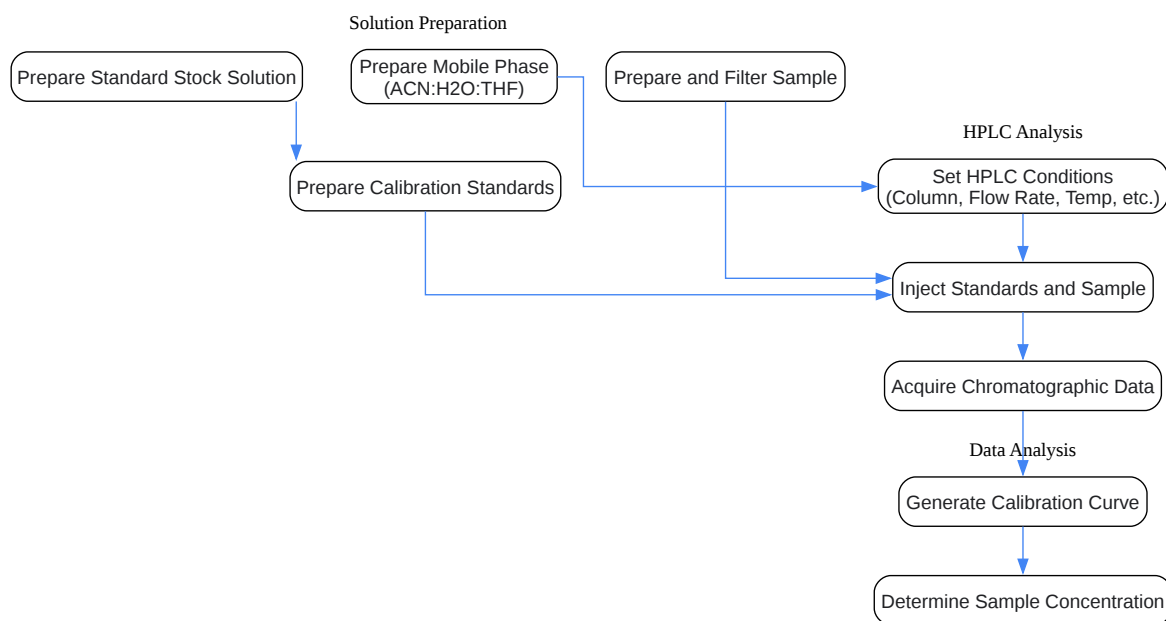 Solution Preparation
Prepare Standard Stock Solution
Prepare Mobile Phase
(ACN:H2O:THF)
Prepare and Filter Sample
Prepare Calibration Standards
HPLC Analysis
Set HPLC Conditions
(Column, Flow Rate, Temp, etc.)
Inject Standards and Sample
Acquire Chromatographic Data
Data Analysis
Generate Calibration Curve
Determine Sample Concentration